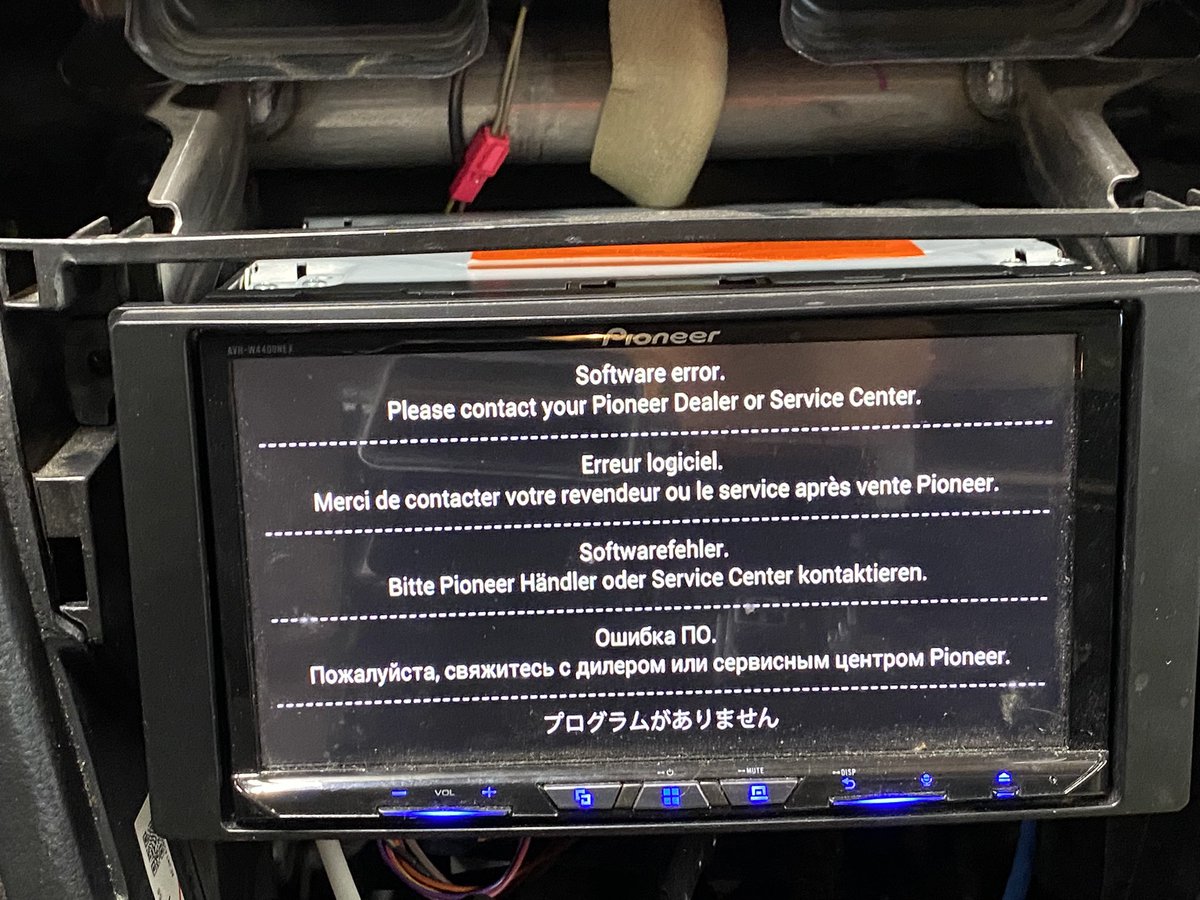 Pioneer
AVH-W4400NEX
Software error.
Please contact your Pioneer Dealer or Service Center.
Erreur logiciel.
Merci de contacter votre revendeur ou le service après vente Pioneer.
Softwarefehler.
Bitte Pioneer Händler oder Service Center kontaktieren.
Ошибка ПО.
Пожалуйста, свяжитесь с дилером или сервисным центром Pioneer.
プログラムがありません
VOL
MUTE
DISP